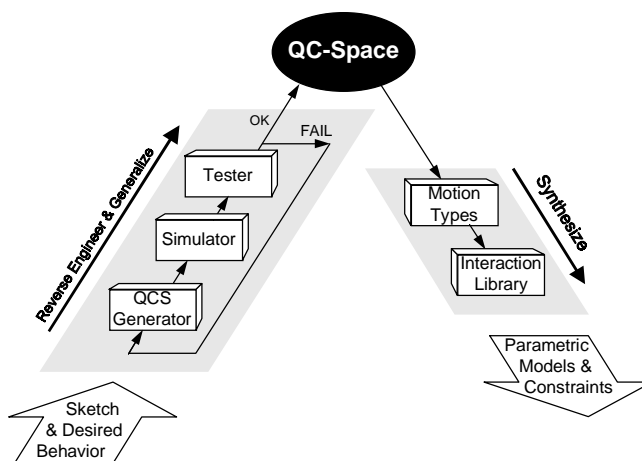 QC-Space
OK
FAIL
Tester
Simulator
QCS
Generator
Reverse Engineer & Generalize
Sketch
& Desired
Behavior
Motion
Types
Interaction
Library
Synthesize
Parametric
Models &
Constraints